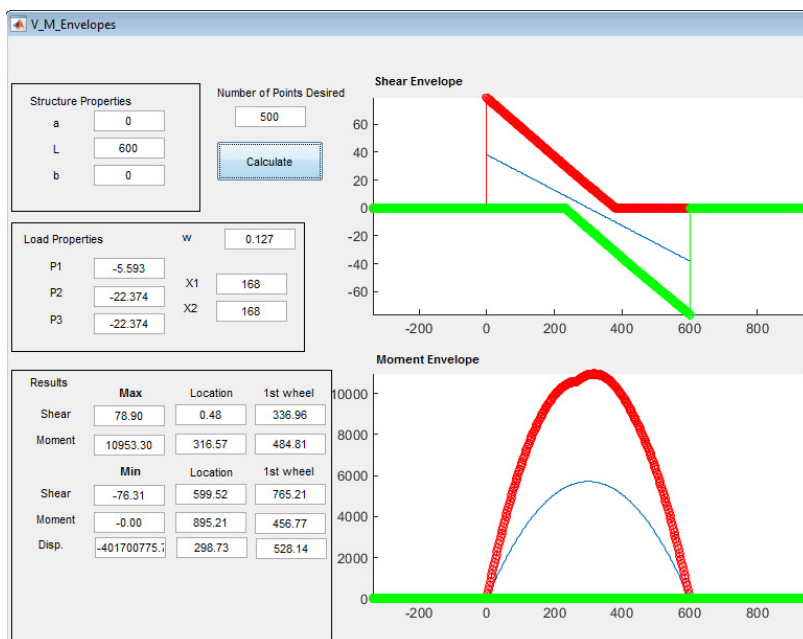 V_M_Envelopes
Structure Properties
a 0
L 600
b 0
Number of Points Desired
500
Calculate
Load Properties
w 0.127
P1 -5.593
P2 -22.374
P3 -22.374
X1 168
X2 168
Results
Max Location 1st wheel
Shear 78.90 0.48 336.96
Moment 10953.30 316.57 484.81
Min Location 1st wheel
Shear -76.31 599.52 765.21
Moment -0.00 895.21 456.77
Disp. 298.73 528.14
Shear Envelope
60
40
20
0
-20
-40
-60
-200 0 200 400 600 800
Moment Envelope
10000
8000
6000
4000
2000
0
-200 0 200 400 600 800